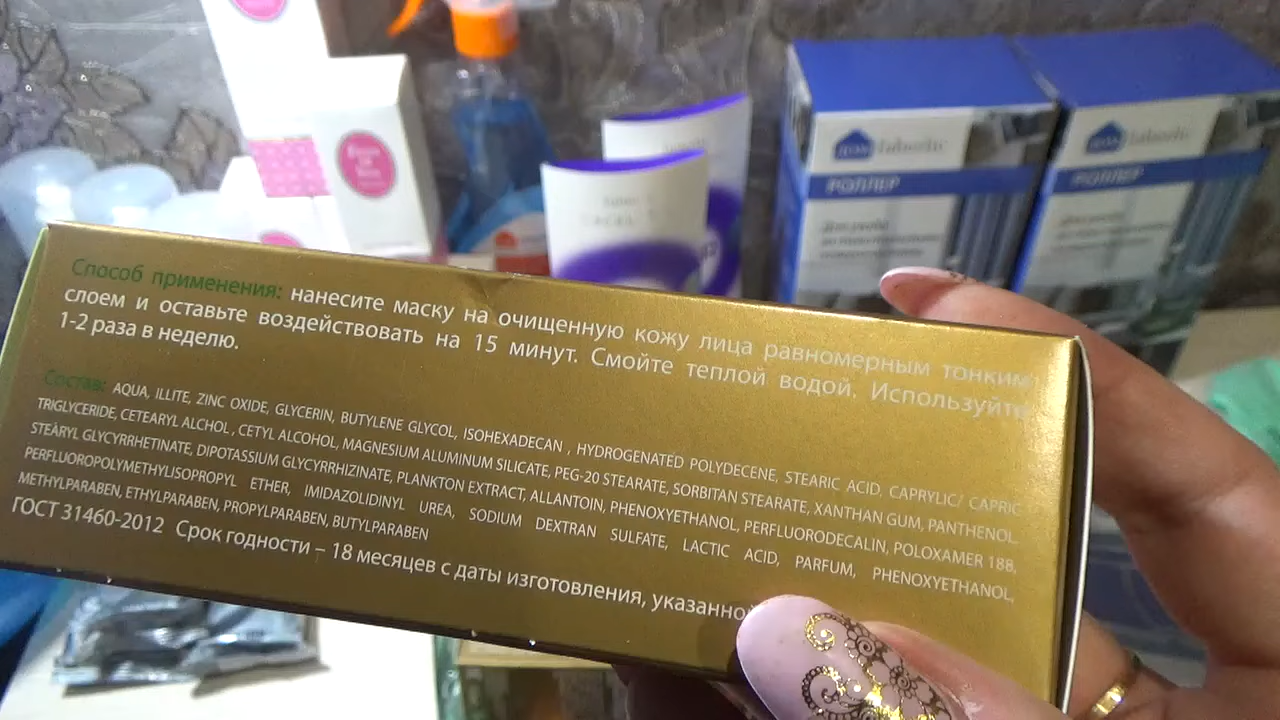 faberlic
faberlic
РОЛЛЕР
РОЛЛЕР
Способ применения: нанесите маску на очищенную кожу лица равномерным тонким
слоем и оставьте воздействовать на 15 минут. Смойте теплой водой. Используйте
1-2 раза в неделю.
Состав: AQUA, ILLITE, ZINC OXIDE, GLYCERIN, BUTYLENE GLYCOL, ISOHEXADECAN , HYDROGENATED POLYDECENE, STEARIC ACID, CAPRYLIC/ CAPRIC
TRIGLYCERIDE, CETEARYL ALCHOL , CETYL ALCOHOL, MAGNESIUM ALUMINUM SILICATE, PEG-20 STEARATE, SORBITAN STEARATE, XANTHAN GUM, PANTHENOL,
STEARYL GLYCYRRHETINATE, DIPOTASSIUM GLYCYRRHIZINATE, PLANKTON EXTRACT, ALLANTOIN, PHENOXYETHANOL, PERFLUORODECALIN, POLOXAMER 188,
PERFLUOROPOLYMETHYLISOPROPYL ETHER, IMIDAZOLIDINYL UREA, SODIUM DEXTRAN SULFATE, LACTIC ACID, PARFUM, PHENOXYETHANOL,
METHYLPARABEN, ETHYLPARABEN, PROPYLPARABEN, BUTYLPARABEN
ГОСТ 31460-2012 Срок годности – 18 месяцев с даты изготовления, указанной